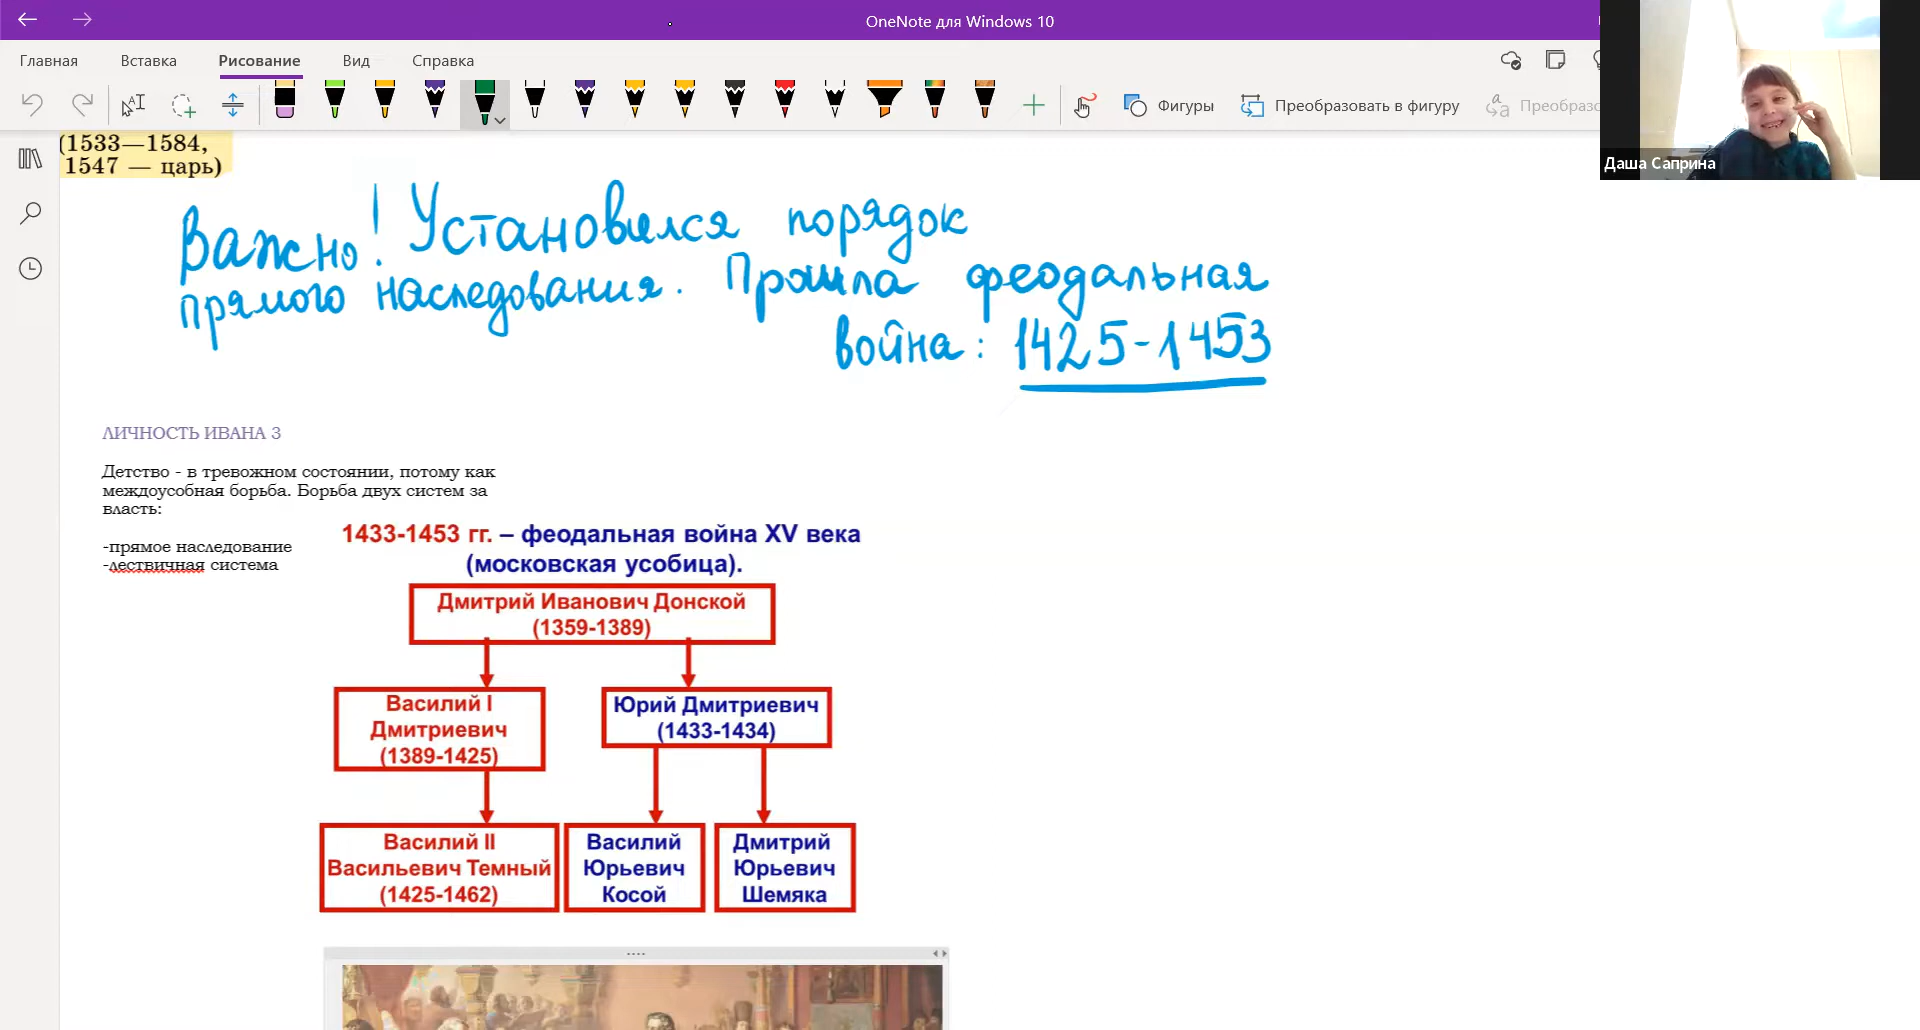 OneNote для Windows 10
Главная Вставка Рисование Вид Справка
Фигуры Преобразовать в фигуру Преобразо
Даша Саприна
(1533—1584,
1547 — царь)
Важно! Установился порядок
прямого наследования. Прошла феодальная
война: 1425-1453
ЛИЧНОСТЬ ИВАНА 3
Детство - в тревожном состоянии, потому как
междоусобная борьба. Борьба двух систем за
власть:
-прямое наследование
-лествичная система
1433-1453 гг. – феодальная война XV века
(московская усобица).
Дмитрий Иванович Донской
(1359-1389)
Василий I
Дмитриевич
(1389-1425)
Юрий Дмитриевич
(1433-1434)
Василий II
Васильевич Темный
(1425-1462)
Василий
Юрьевич
Косой
Дмитрий
Юрьевич
Шемяка